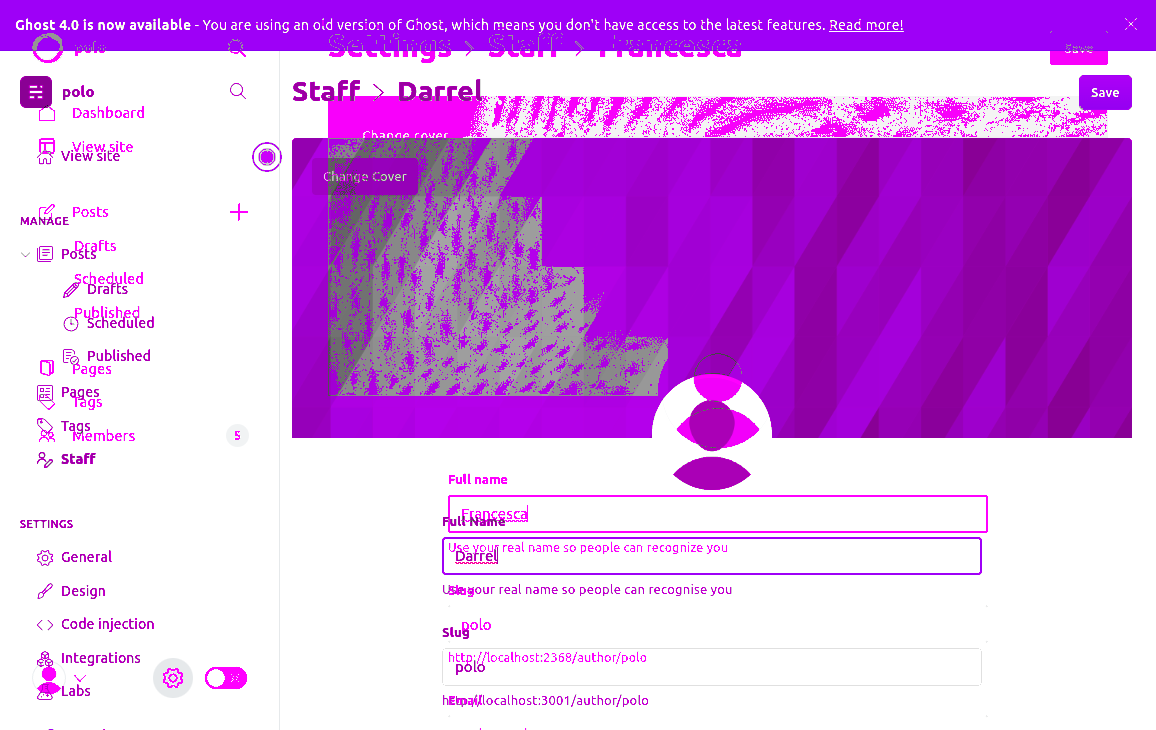 Ghost 4.0 is now available - You are using an old version of Ghost, which means you don't have access to the latest features. Read more!
polo
Settings > Staff > Francesca
Save
polo
Staff > Darrel
Save
Dashboard
Change cover
View site
View site
Change Cover
Posts
MANAGE
Drafts
Posts
Scheduled
Drafts
Published
Scheduled
Published
Pages
Pages
Tags
Tags
Members
5
Staff
Full name
Francesca
Full Name
Use your real name so people can recognize you
Darrel
Use your real name so people can recognise you
Slug
polo
Slug
http://localhost:2368/author/polo
polo
Email
http://localhost:3001/author/polo
SETTINGS
General
Design
Code injection
Integrations
Labs